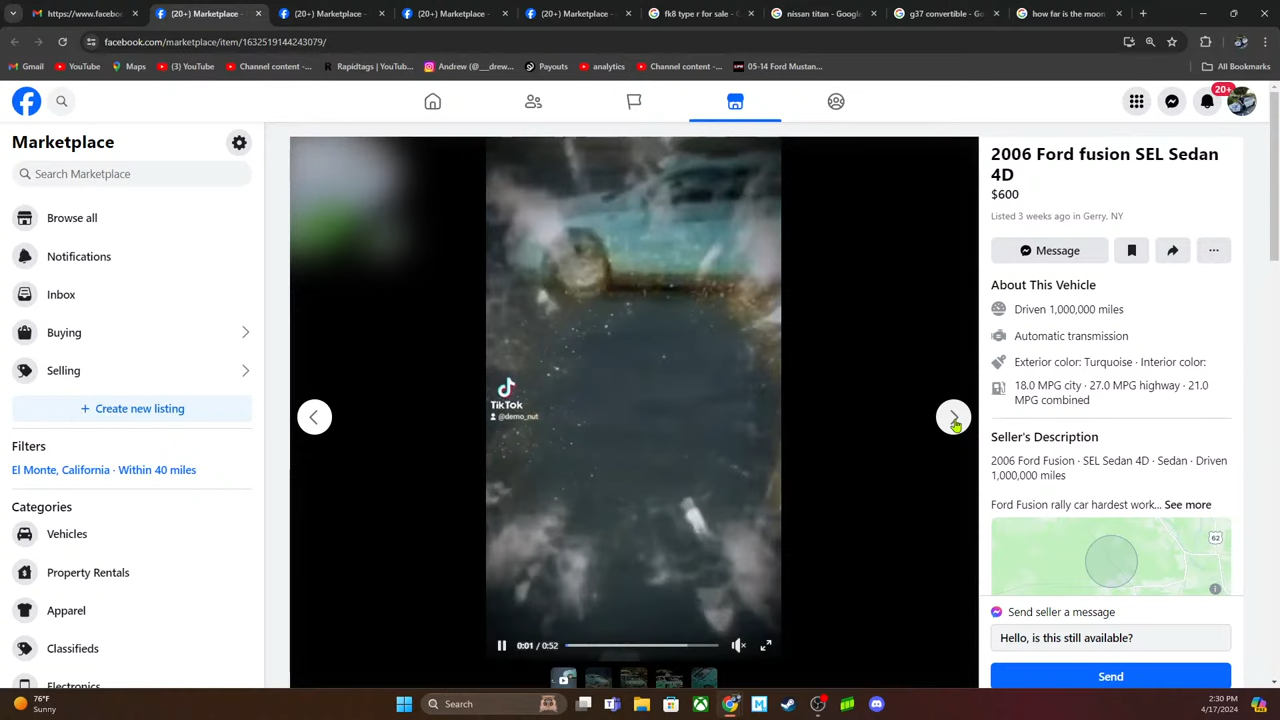 https://www.facebo
(20+) Marketplace -
(20+) Marketplace -
(20+) Marketplace -
(20+) Marketplace -
fk8 type r for sale - G
nissan titan - Google
g37 convertible - Go
how far is the moon
facebook.com/marketplace/item/1632519144243079/
Gmail
YouTube
Maps
(3) YouTube
Channel content -...
Rapidtags | YouTub...
Andrew (@___drew...
Payouts
analytics
Channel content -...
05-14 Ford Mustan...
All Bookmarks
20+
Marketplace
Search Marketplace
Browse all
Notifications
Inbox
Buying
Selling
+ Create new listing
Filters
El Monte, California · Within 40 miles
Categories
Vehicles
Property Rentals
Apparel
Classifieds
Electronics
TikTok
@demo_nut
0:01 / 0:52
2006 Ford fusion SEL Sedan
4D
$600
Listed 3 weeks ago in Gerry, NY
Message
About This Vehicle
Driven 1,000,000 miles
Automatic transmission
Exterior color: Turquoise · Interior color:
18.0 MPG city · 27.0 MPG highway · 21.0
MPG combined
Seller's Description
2006 Ford Fusion · SEL Sedan 4D · Sedan · Driven
1,000,000 miles
Ford Fusion rally car hardest work... See more
62
Send seller a message
Hello, is this still available?
Send
76°F
Sunny
Search
2:30 PM
4/17/2024